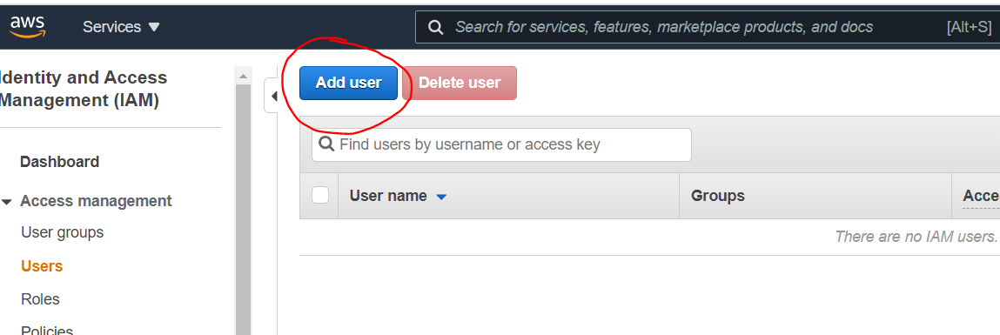 aws Services Search for services, features, marketplace products, and docs [Alt+S]
Identity and Access
Management (IAM)
Dashboard
Access management
User groups
Users
Roles
Policies
Add user Delete user
Find users by username or access key
User name Groups Acce
There are no IAM users.